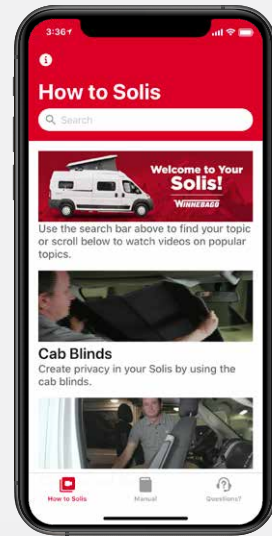 3:36
How to Solis
Search
Welcome to Your
Solis!
WINNEBAGO
Use the search bar above to find your topic
or scroll below to watch videos on popular
topics.
Cab Blinds
Create privacy in your Solis by using the
cab blinds.
How to Solis
Manual
Questions?